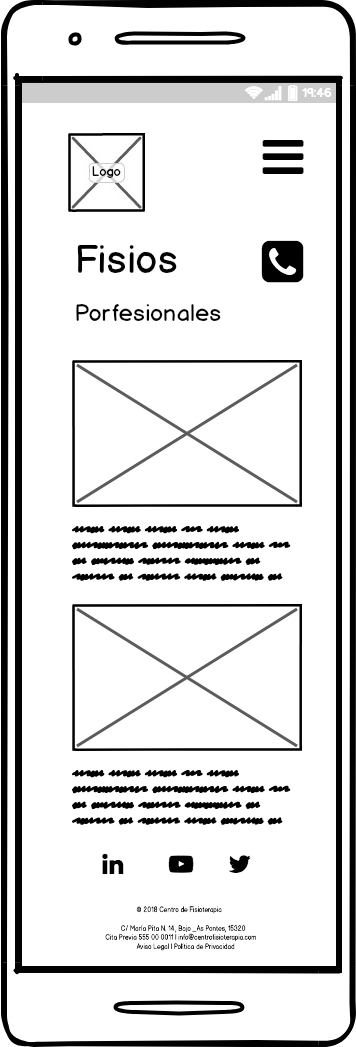 19:46
Logo
Fisios
Porfesionales
in
© 2018 Centro de Fisioterapia
C/ María Pita N. 14, Bajo _As Pontes, 15320
Cita Previa 555 00 0011 | info@centrofisioterapia.com
Aviso Legal | Política de Privacidad